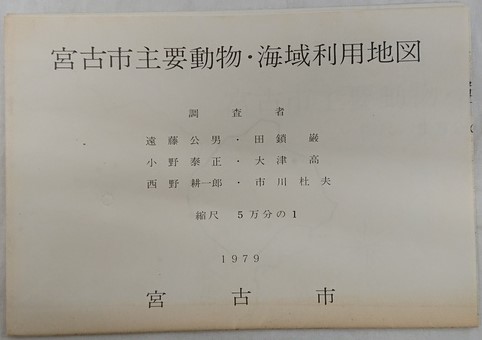 宮古市主要動物・海域利用地図
調査者
遠藤公男・田鎖巌
小野泰正・大津高
西野耕一郎・市川杜夫
縮尺 5万分の1
1979
宮古市